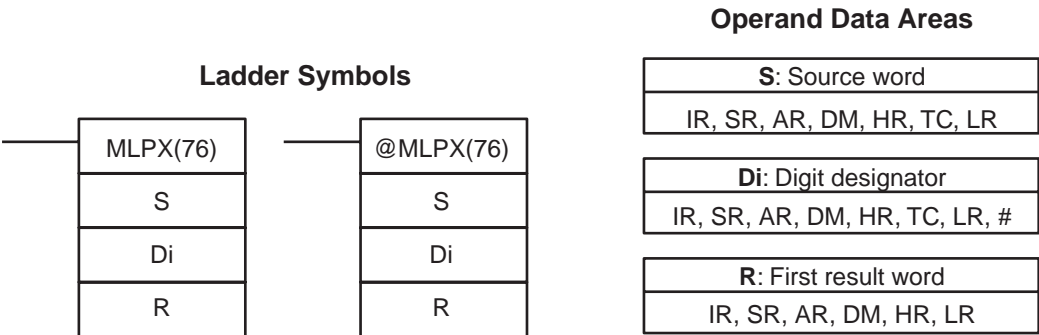 Operand Data Areas
Ladder Symbols
MLPX(76)
S
Di
R
@MLPX(76)
S
Di
R
S: Source word
IR, SR, AR, DM, HR, TC, LR
Di: Digit designator
IR, SR, AR, DM, HR, TC, LR, #
R: First result word
IR, SR, AR, DM, HR, LR